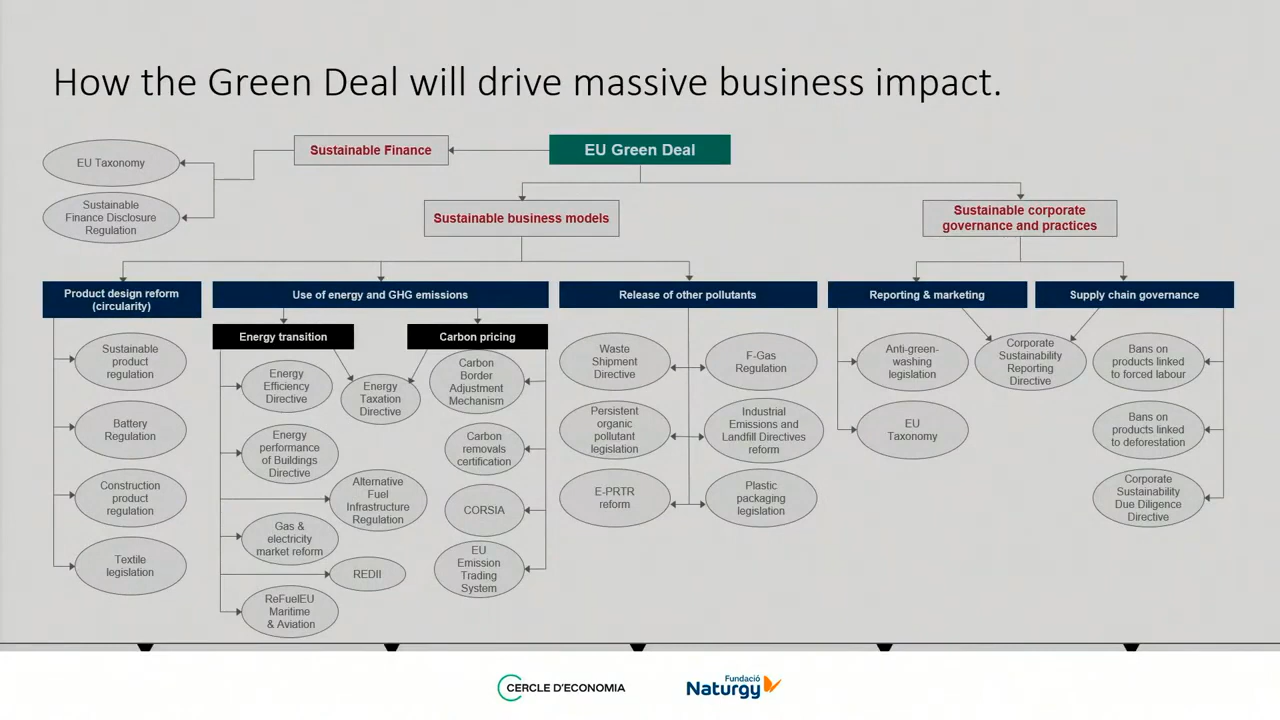 How the Green Deal will drive massive business impact.
EU Green Deal
Sustainable Finance
EU Taxonomy
Sustainable
Finance Disclosure
Regulation
Sustainable business models
Sustainable corporate
governance and practices
Product design reform
(circularity)
Use of energy and GHG emissions
Release of other pollutants
Reporting & marketing
Supply chain governance
Energy transition
Carbon pricing
Sustainable
product
regulation
Battery
Regulation
Construction
product
regulation
Textile
legislation
Energy
Efficiency
Directive
Energy
Taxation
Directive
Energy
performance
of Buildings
Directive
Alternative
Fuel
Infrastructure
Regulation
Gas &
electricity
market reform
REDII
ReFuelEU
Maritime
& Aviation
Carbon
Border
Adjustment
Mechanism
Carbon
removals
certification
CORSIA
EU
Emission
Trading
System
Waste
Shipment
Directive
F-Gas
Regulation
Persistent
organic
pollutant
legislation
Industrial
Emissions and
Landfill Directives
reform
E-PRTR
reform
Plastic
packaging
legislation
Anti-green-
washing
legislation
EU
Taxonomy
Corporate
Sustainability
Reporting
Directive
Bans on
products linked
to forced labour
Bans on
products linked
to deforestation
Corporate
Sustainability
Due Diligence
Directive
CERCLE D'ECONOMIA
Fundació
Naturgy